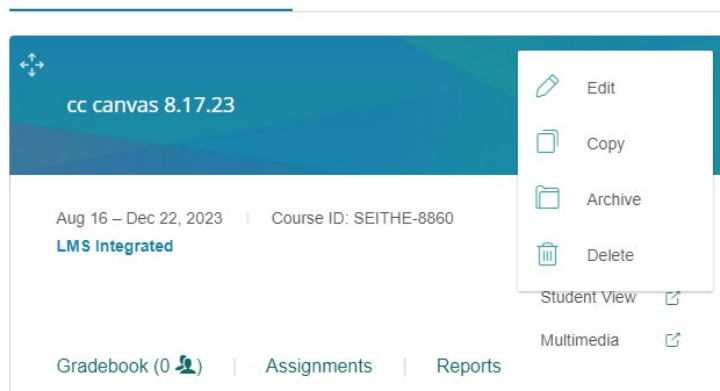 cc canvas 8.17.23
Edit
Copy
Archive
Delete
Aug 16 – Dec 22, 2023 | Course ID: SEITHE-8860
LMS Integrated
Student View
Multimedia
Gradebook (0 ) | Assignments | Reports